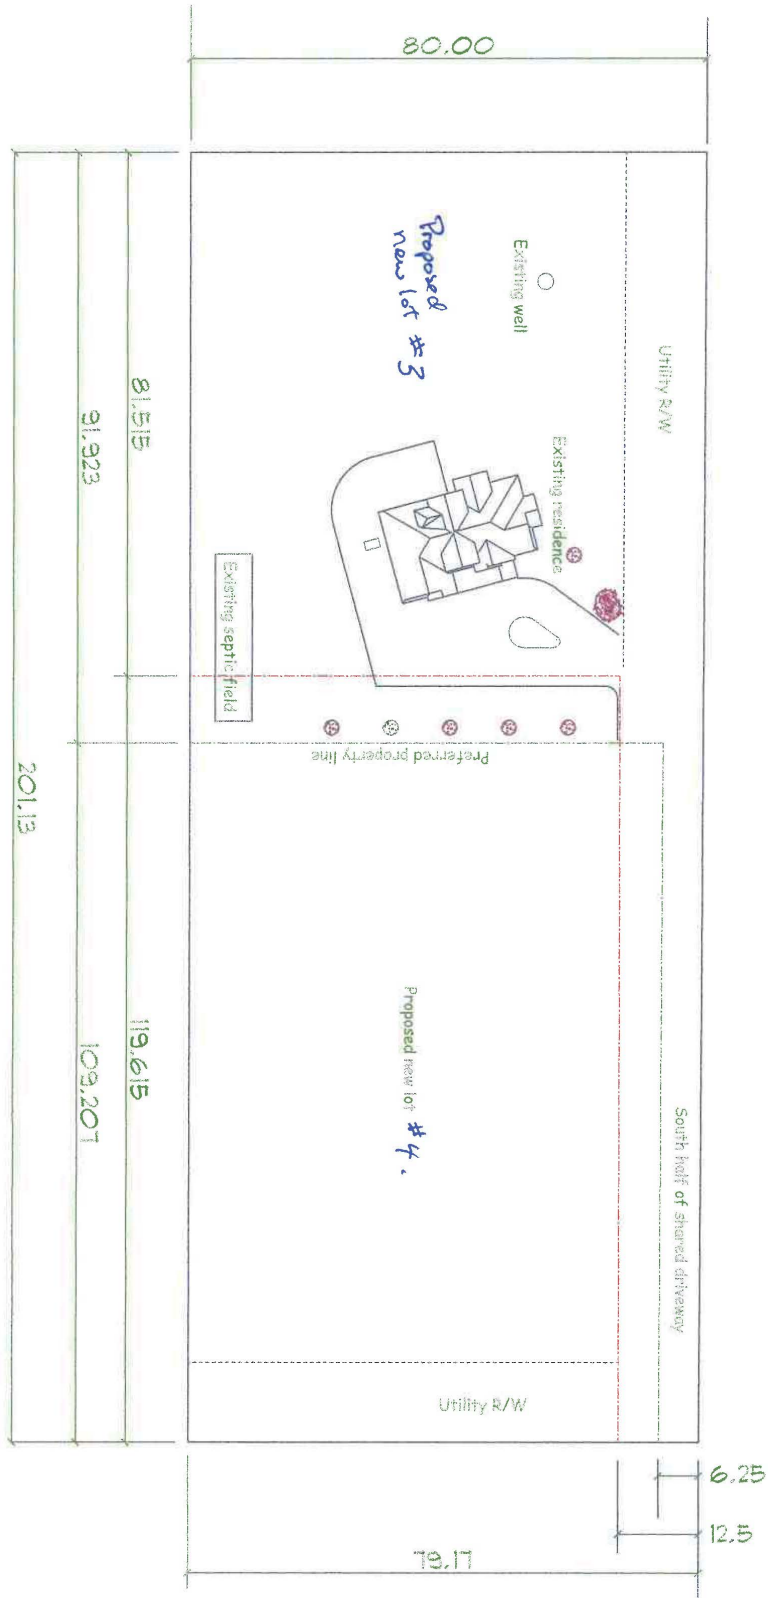 80.00
Utility R/W
Existing well
Proposed
new lot #3
Existing residence
Existing septic field
81.515
91.923
201.13
Preferred property line
Proposed new lot #4.
South half of shared driveway
119.615
109.207
Utility R/W
6.25
12.5
79.17